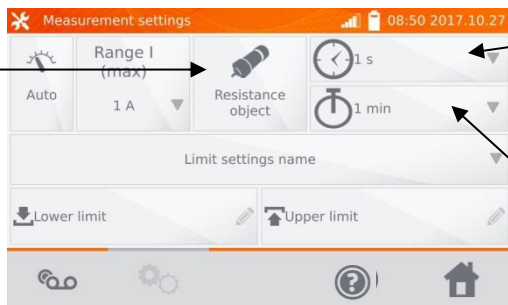 Measurement settings
08:50 2017.10.27
Auto
Range I
(max)
1 A
Resistance
object
1 s
1 min
Limit settings name
Lower limit
Upper limit
?